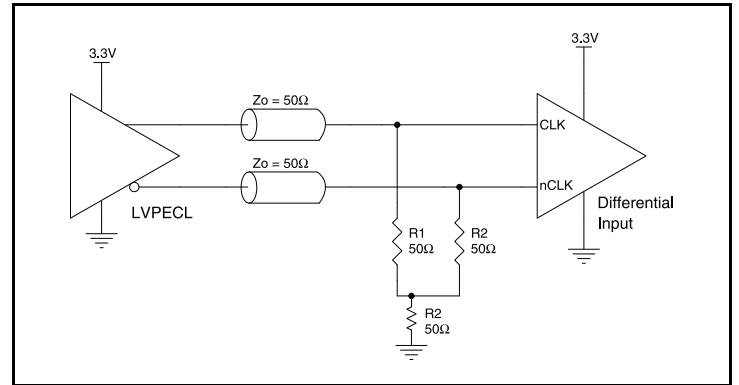 3.3V
3.3V
Zo = 50Ω
CLK
Zo = 50Ω
nCLK
LVPECL
Differential
Input
R1
50Ω
R2
50Ω
R2
50Ω